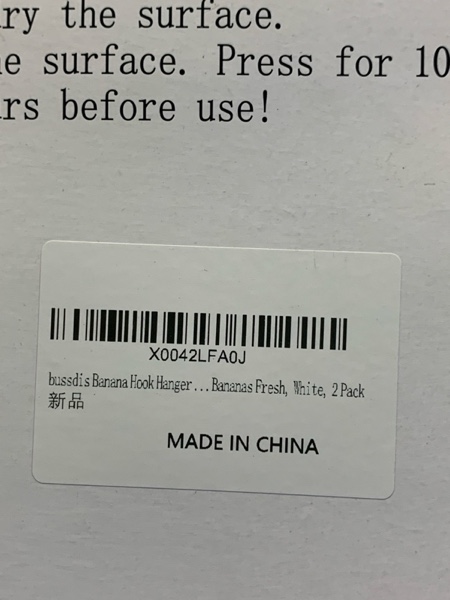 ry the surface.
e surface. Press for 10
rs before use!
X0042LFA0J
bussdis Banana Hook Hanger...Bananas Fresh, White, 2 Pack
新品
MADE IN CHINA